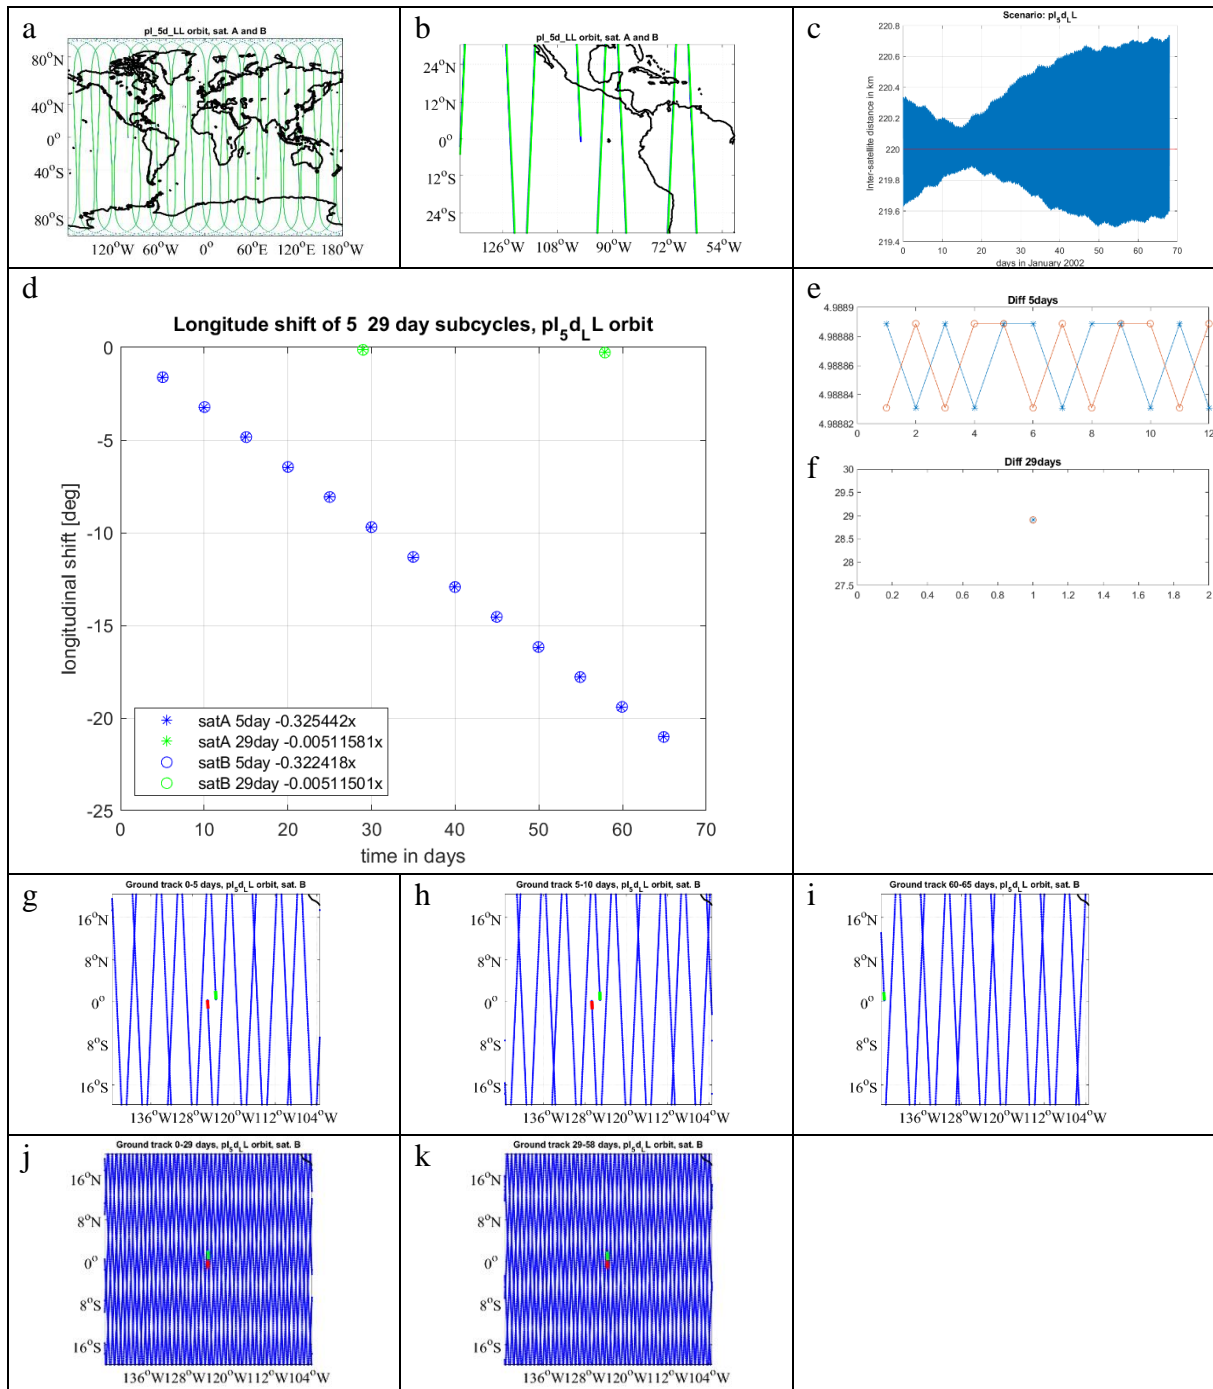 a
pl_5d_LL orbit, sat. A and B
80°N
40°N
0°
40°S
80°S
120°W 60°W 0° 60°E 120°E 180°W
b
pl_5d_LL orbit, sat. A and B
24°N
12°N
0°
12°S
24°S
126°W 108°W 90°W 72°W 54°W
c
Scenario: pl5dLL
220.8
220.6
220.4
220.2
220
219.8
219.6
219.4
Inter-satellite distance in km
0 10 20 30 40 50 60 70
days in January 2002
d
Longitude shift of 5 29 day subcycles, pl5dLL orbit
0
-5
-10
-15
-20
-25
longitudinal shift [deg]
satA 5day -0.325442x
satA 29day -0.00511581x
satB 5day -0.322418x
satB 29day -0.00511501x
0 10 20 30 40 50 60 70
time in days
e
Diff 5days
4.9889
4.98888
4.98886
4.98884
4.98882
0 2 4 6 8 10 12
f
Diff 29days
30
29.5
29
28.5
28
27.5
0 0.2 0.4 0.6 0.8 1 1.2 1.4 1.6 1.8 2
g
Ground track 0-5 days, pl5dLL orbit, sat. B
16°N
8°N
0°
8°S
16°S
136°W128°W120°W112°W104°W
h
Ground track 5-10 days, pl5dLL orbit, sat. B
16°N
8°N
0°
8°S
16°S
136°W128°W120°W112°W104°W
i
Ground track 60-65 days, pl5dLL orbit, sat. B
16°N
8°N
0°
8°S
16°S
136°W128°W120°W112°W104°W
j
Ground track 0-29 days, pl5dLL orbit, sat. B
16°N
8°N
0°
8°S
16°S
136°W128°W120°W112°W104°W
k
Ground track 29-58 days, pl5dLL orbit, sat. B
16°N
8°N
0°
8°S
16°S
136°W128°W120°W112°W104°W